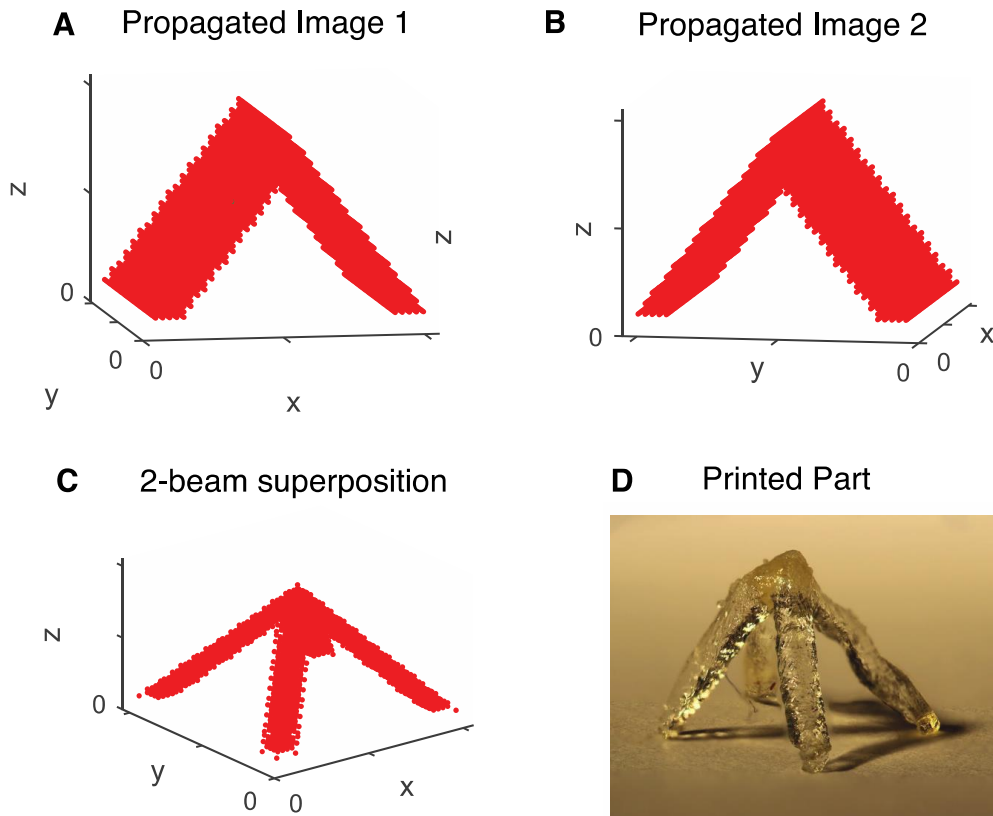 A Propagated Image 1
z
0
0
0
y
x
B Propagated Image 2
z
z
0
y
0
0
x
C 2-beam superposition
z
0
y
0
0
x
D Printed Part